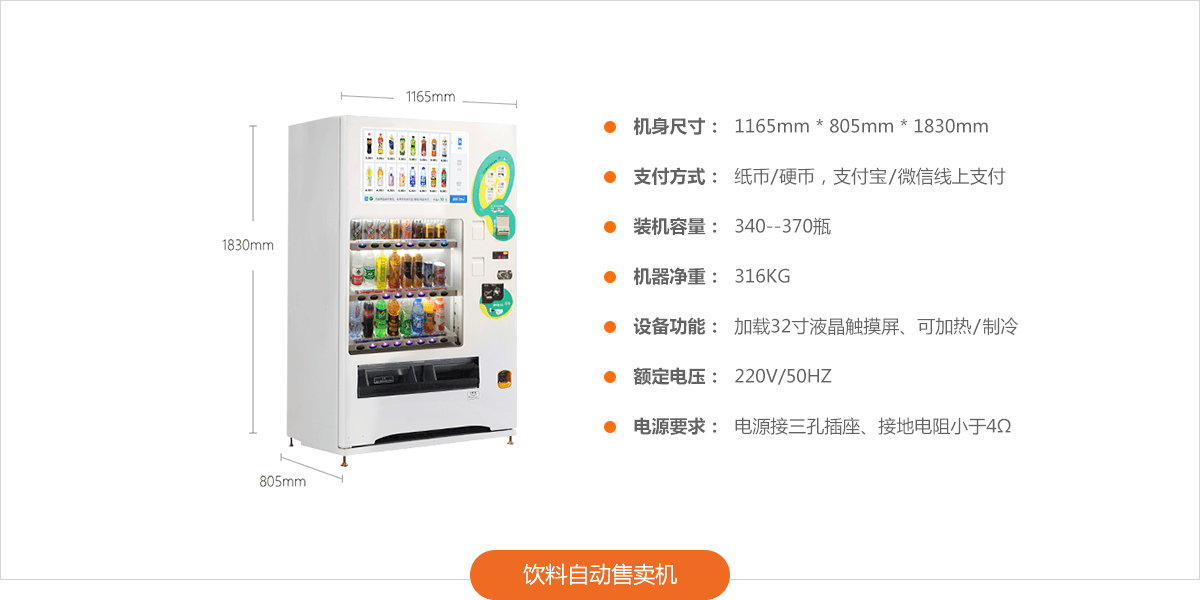 1165mm
1830mm
805mm
机身尺寸： 1165mm * 805mm * 1830mm
支付方式： 纸币/硬币，支付宝/微信线上支付
装机容量： 340--370瓶
机器净重： 316KG
设备功能： 加载32寸液晶触摸屏、可加热/制冷
额定电压： 220V/50HZ
电源要求： 电源接三孔插座、接地电阻小于4Ω
饮料自动售卖机